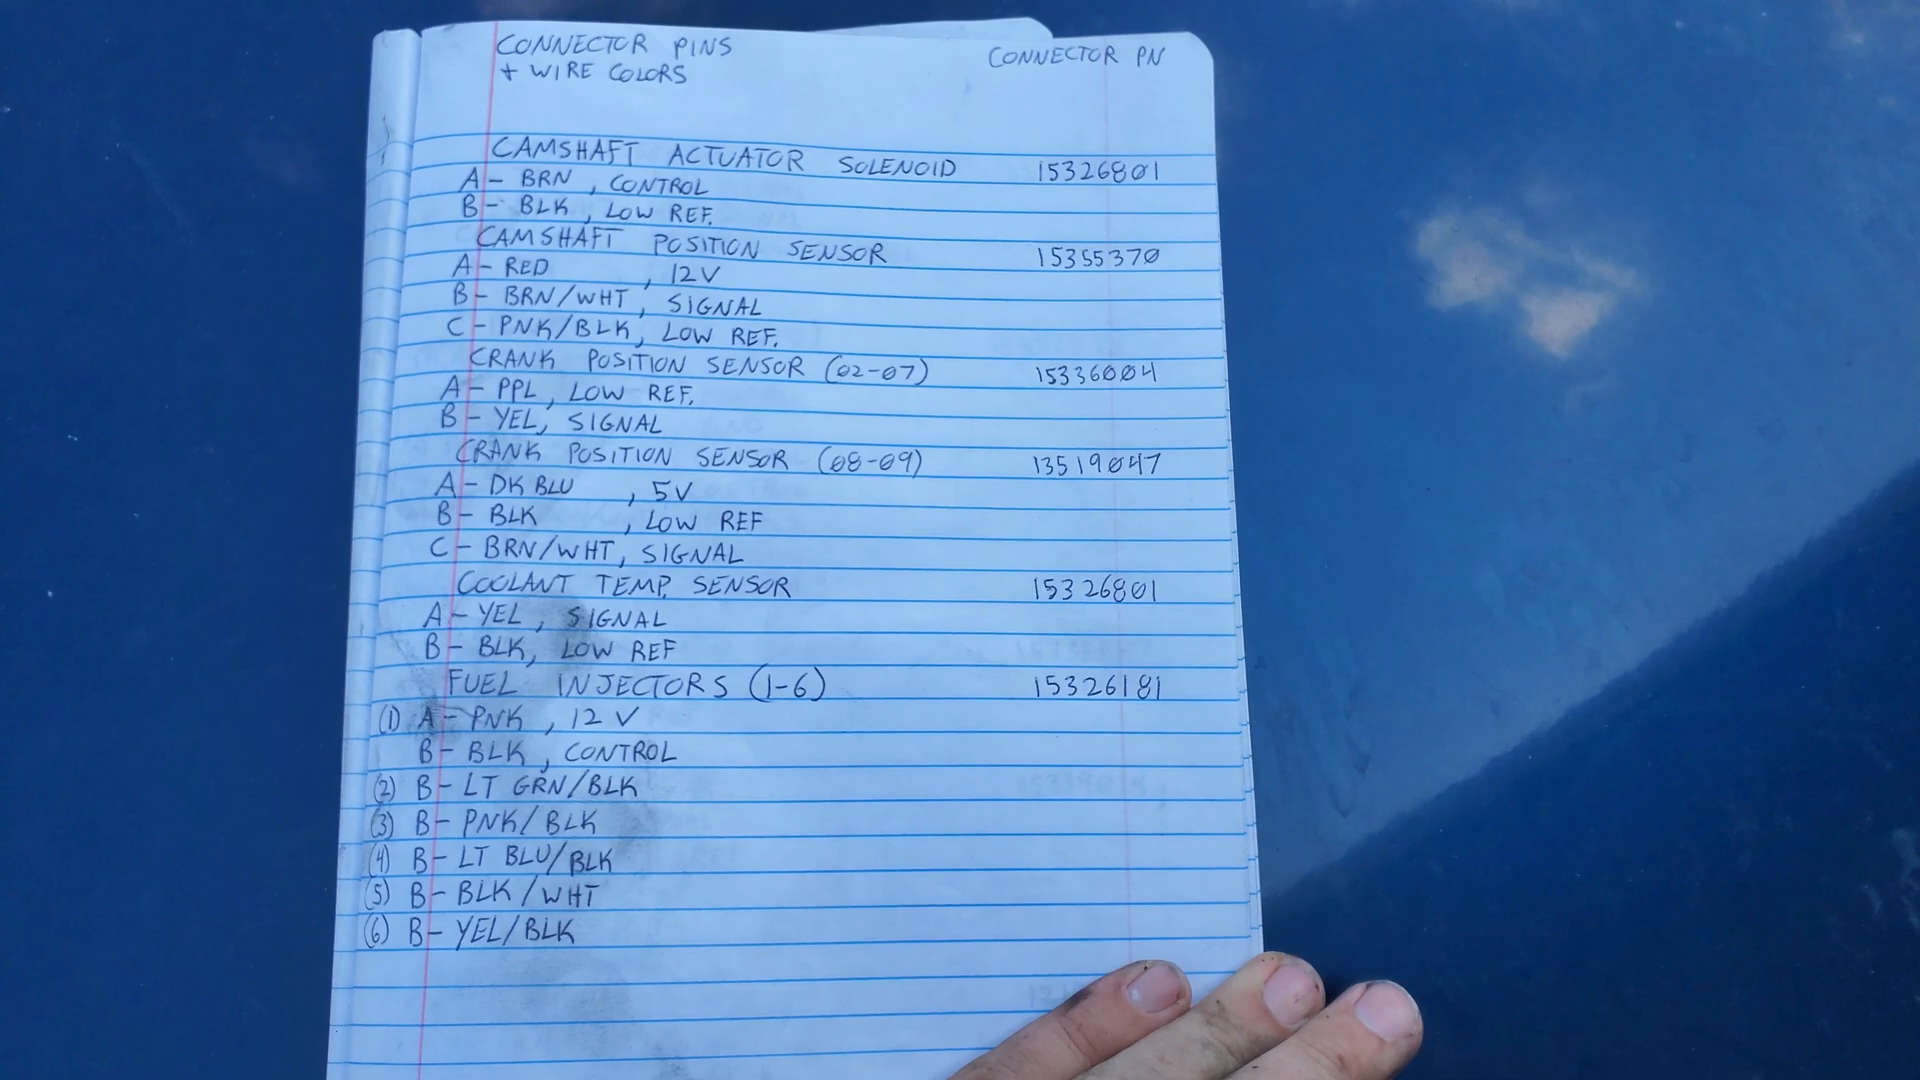 CONNECTOR PINS CONNECTOR PN
+ WIRE COLORS
CAMSHAFT ACTUATOR SOLENOID 15326801
A- BRN , CONTROL
B- BLK , LOW REF.
CAMSHAFT POSITION SENSOR 15355370
A- RED , 12V
B- BRN/WHT, SIGNAL
C- PNK/BLK, LOW REF.
CRANK POSITION SENSOR (02-07) 15336004
A- PPL, LOW REF.
B- YEL, SIGNAL
CRANK POSITION SENSOR (08-09) 13519047
A- DK BLU , 5V
B- BLK , LOW REF
C- BRN/WHT, SIGNAL
COOLANT TEMP. SENSOR 15326801
A- YEL, SIGNAL
B- BLK, LOW REF
FUEL INJECTORS (1-6) 15326181
(1) A- PNK , 12 V
B- BLK , CONTROL
(2) B- LT GRN/BLK
(3) B- PNK/BLK
(4) B- LT BLU/BLK
(5) B- BLK/WHT
(6) B- YEL/BLK